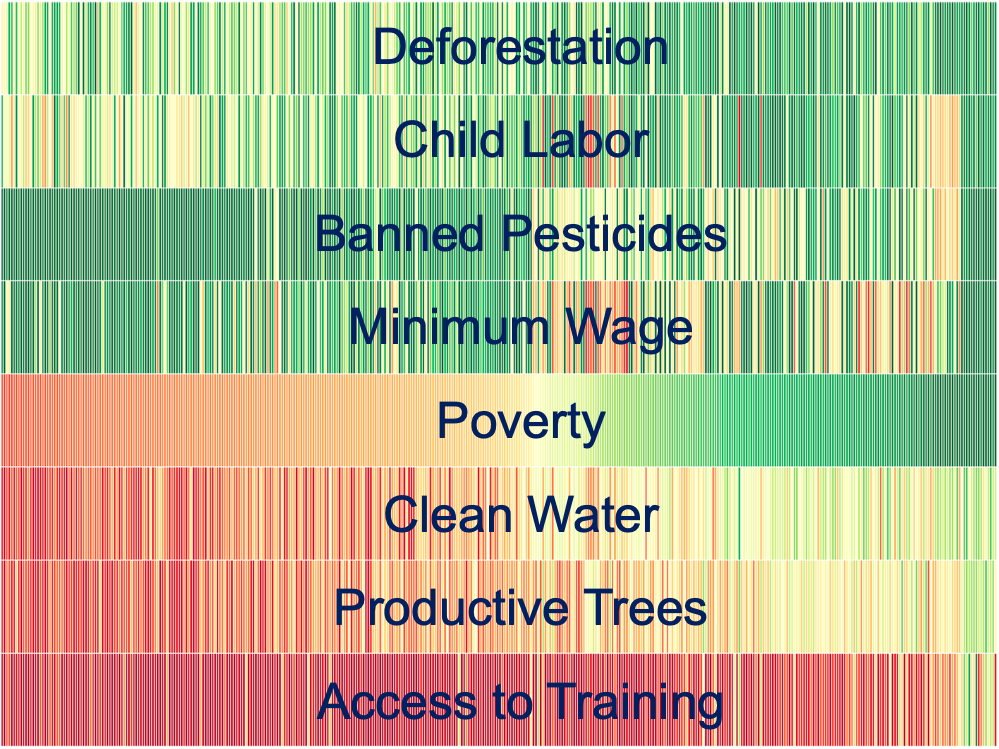 Deforestation
Child Labor
Banned Pesticides
Minimum Wage
Poverty
Clean Water
Productive Trees
Access to Training